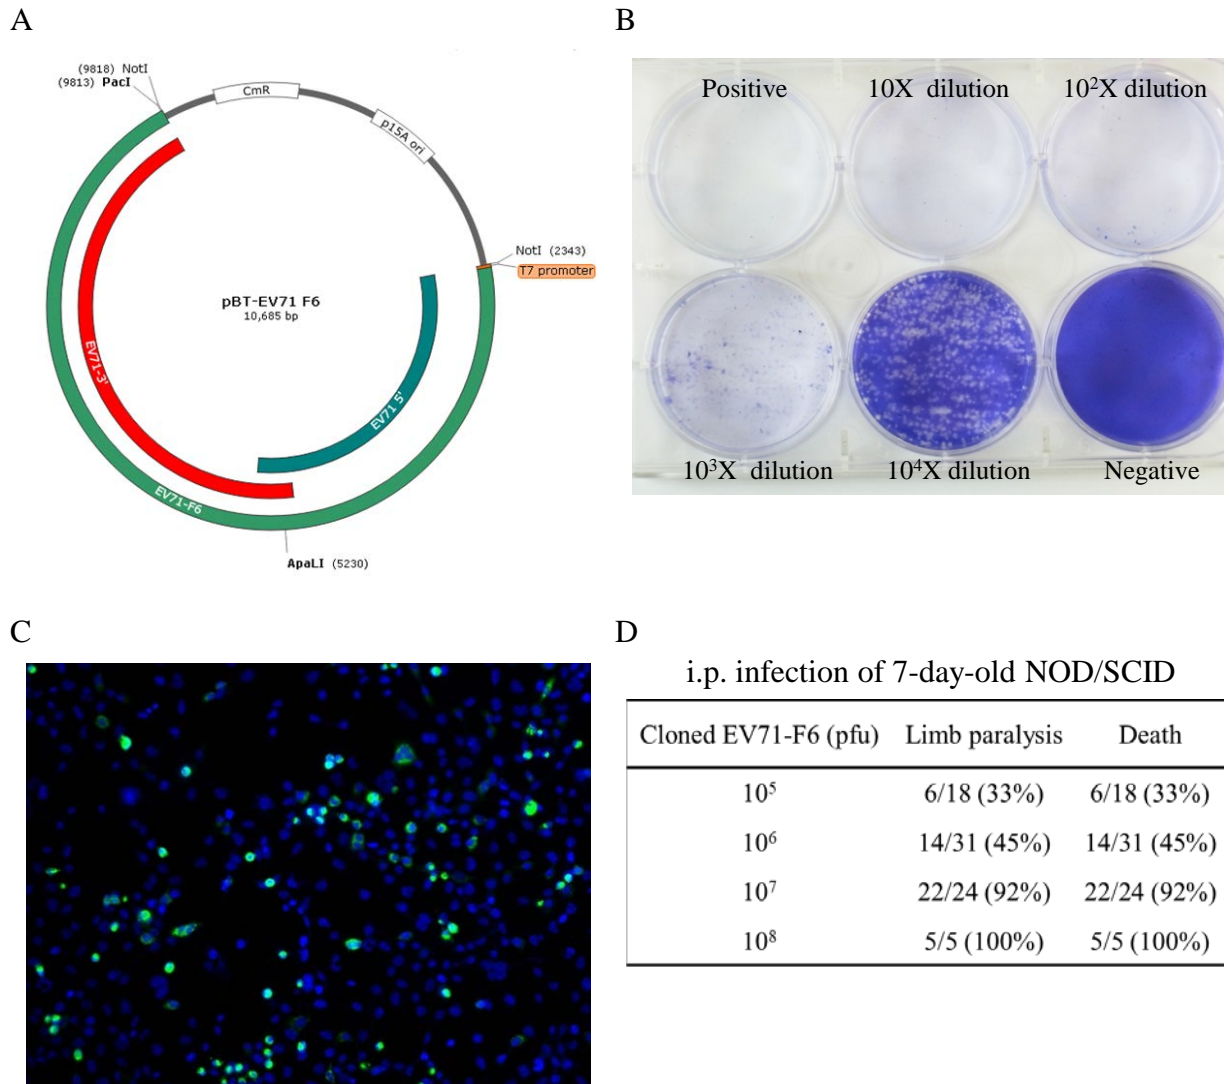 A
B
(9818) NotI
(9813) PacI
CmR
p15A ori
NotI (2343)
T7 promoter
pBT-EV71 F6
10,685 bp
EV71-3'
EV71 5'
EV71-F6
ApaLI (5230)
Positive
10X dilution
10²X dilution
10³X dilution
10⁴X dilution
Negative
C
D
i.p. infection of 7-day-old NOD/SCID
Cloned EV71-F6 (pfu) Limb paralysis Death
10⁵ 6/18 (33%) 6/18 (33%)
10⁶ 14/31 (45%) 14/31 (45%)
10⁷ 22/24 (92%) 22/24 (92%)
10⁸ 5/5 (100%) 5/5 (100%)